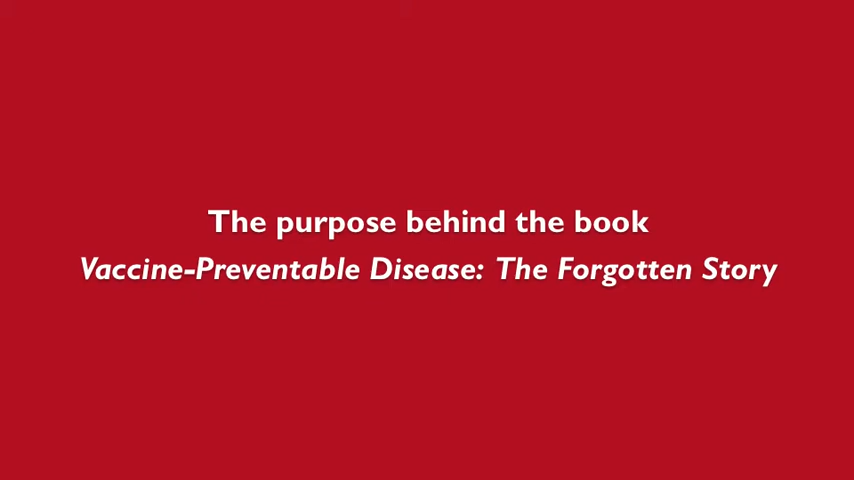 The purpose behind the book
Vaccine-Preventable Disease: The Forgotten Story